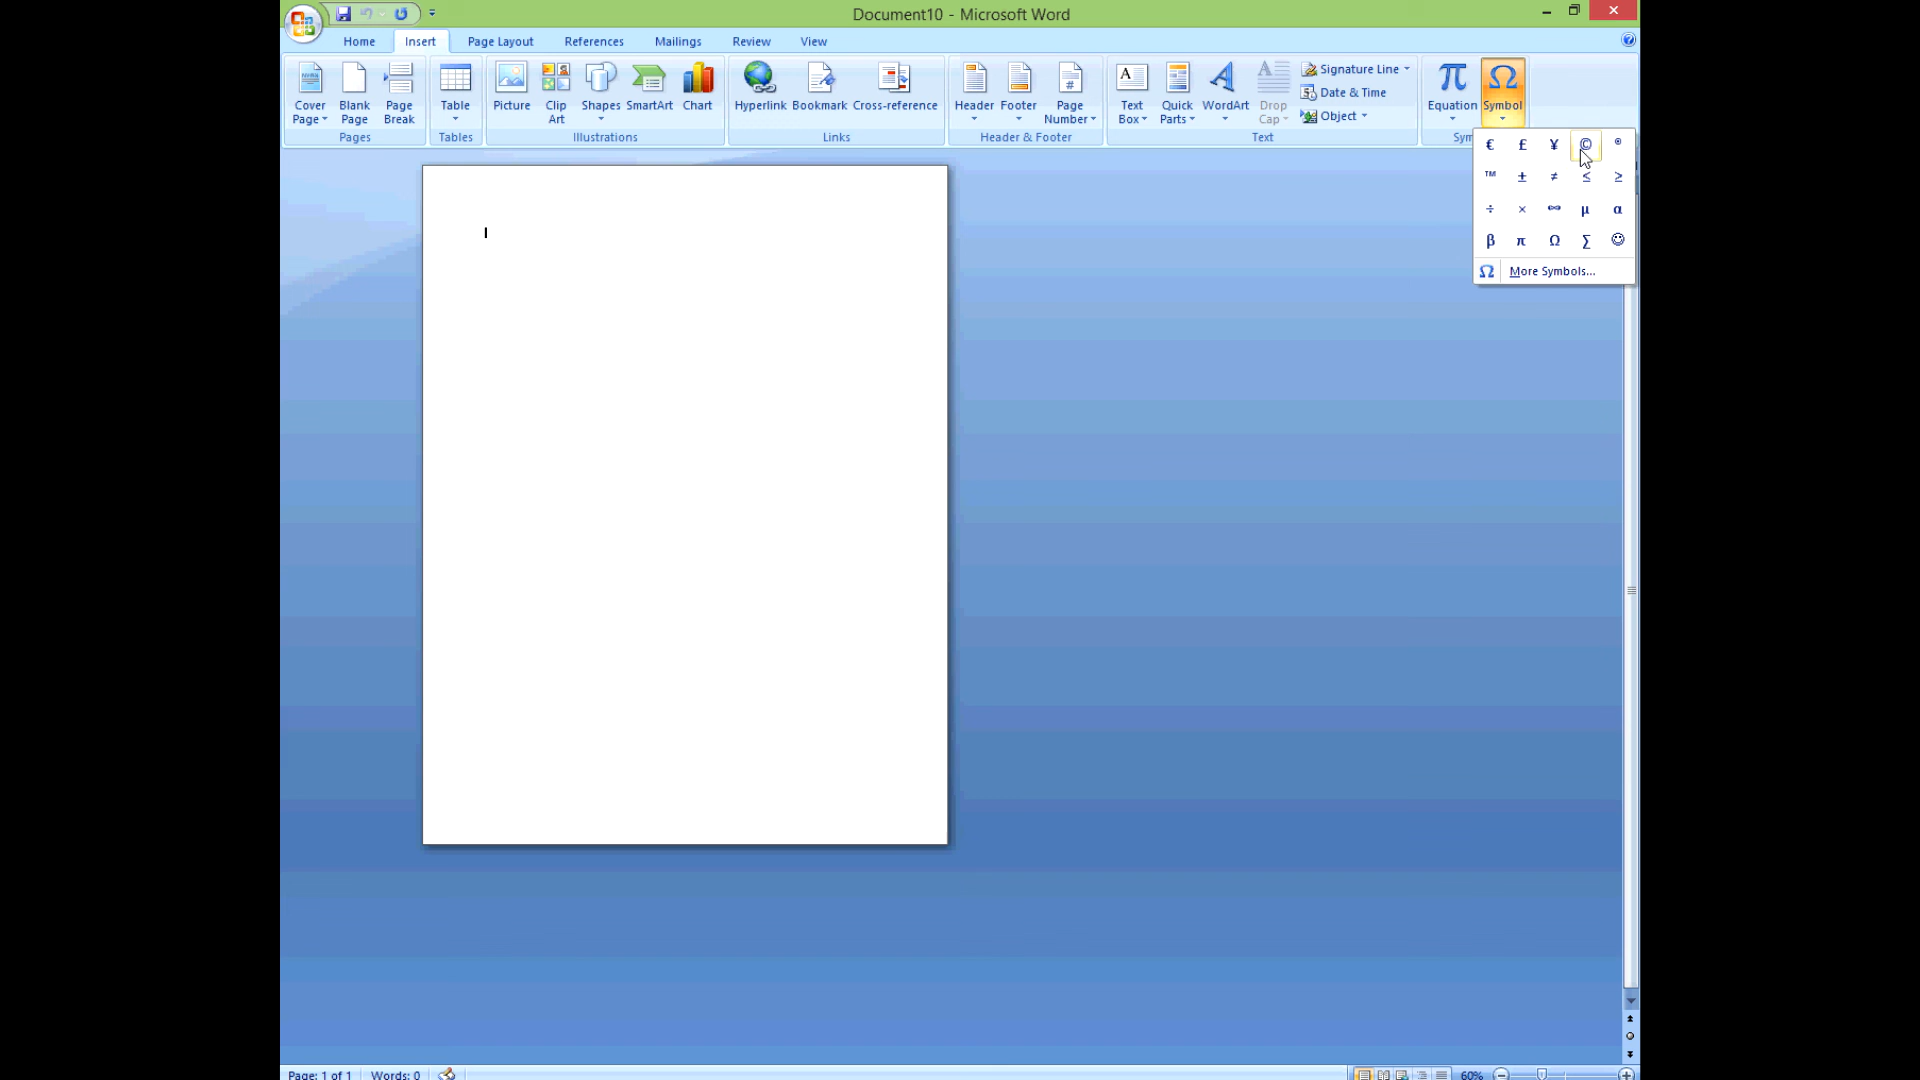 Document10 - Microsoft Word
Home Insert Page Layout References Mailings Review View
Cover Page Blank Page Page Break
Pages
Table
Tables
Picture Clip Art Shapes SmartArt Chart
Illustrations
Hyperlink Bookmark Cross-reference
Links
Header Footer Page Number
Header & Footer
Text Box Quick Parts WordArt Drop Cap
Signature Line
Date & Time
Object
Text
Equation Symbol
Sym
€ £ ¥ © ®
™ ± ≠ ≤ ≥
÷ × ∞ µ α
β π Ω ∑ ☺
Ω More Symbols...
Page: 1 of 1 Words: 0 60%